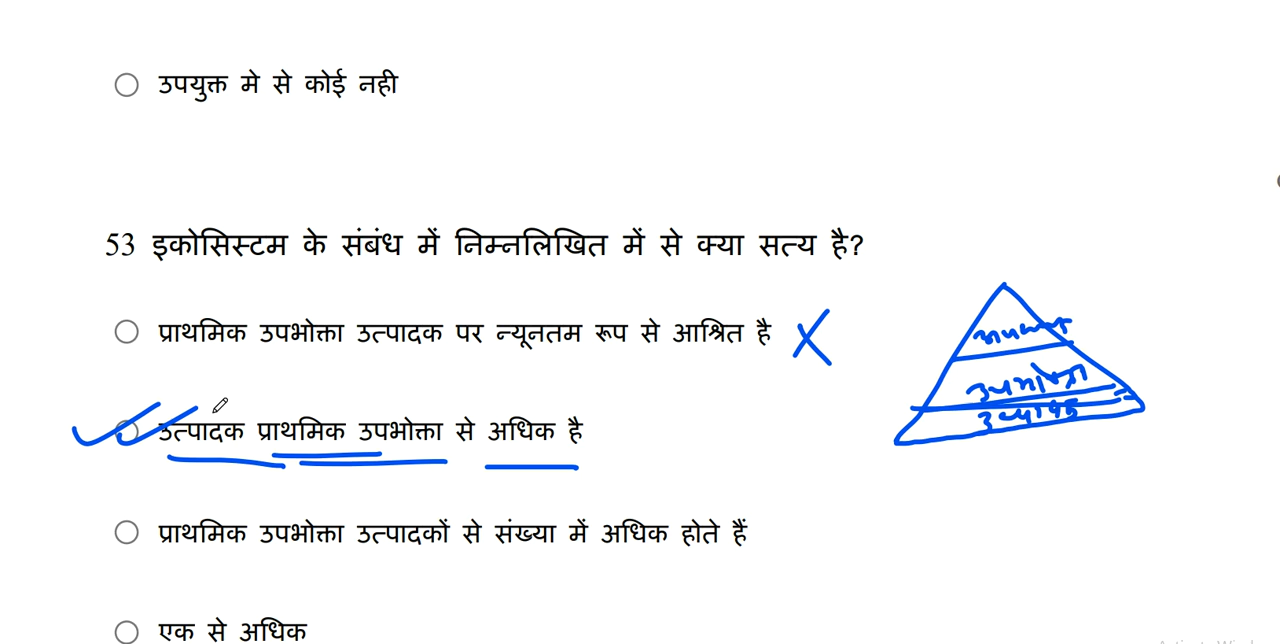 उपयुक्त मे से कोई नही
53 इकोसिस्टम के संबंध में निम्नलिखित में से क्या सत्य है?
प्राथमिक उपभोक्ता उत्पादक पर न्यूनतम रूप से आश्रित है
उत्पादक प्राथमिक उपभोक्ता से अधिक है
उपभोक्ता
उत्पादक
प्राथमिक उपभोक्ता उत्पादकों से संख्या में अधिक होते हैं
एक से अधिक